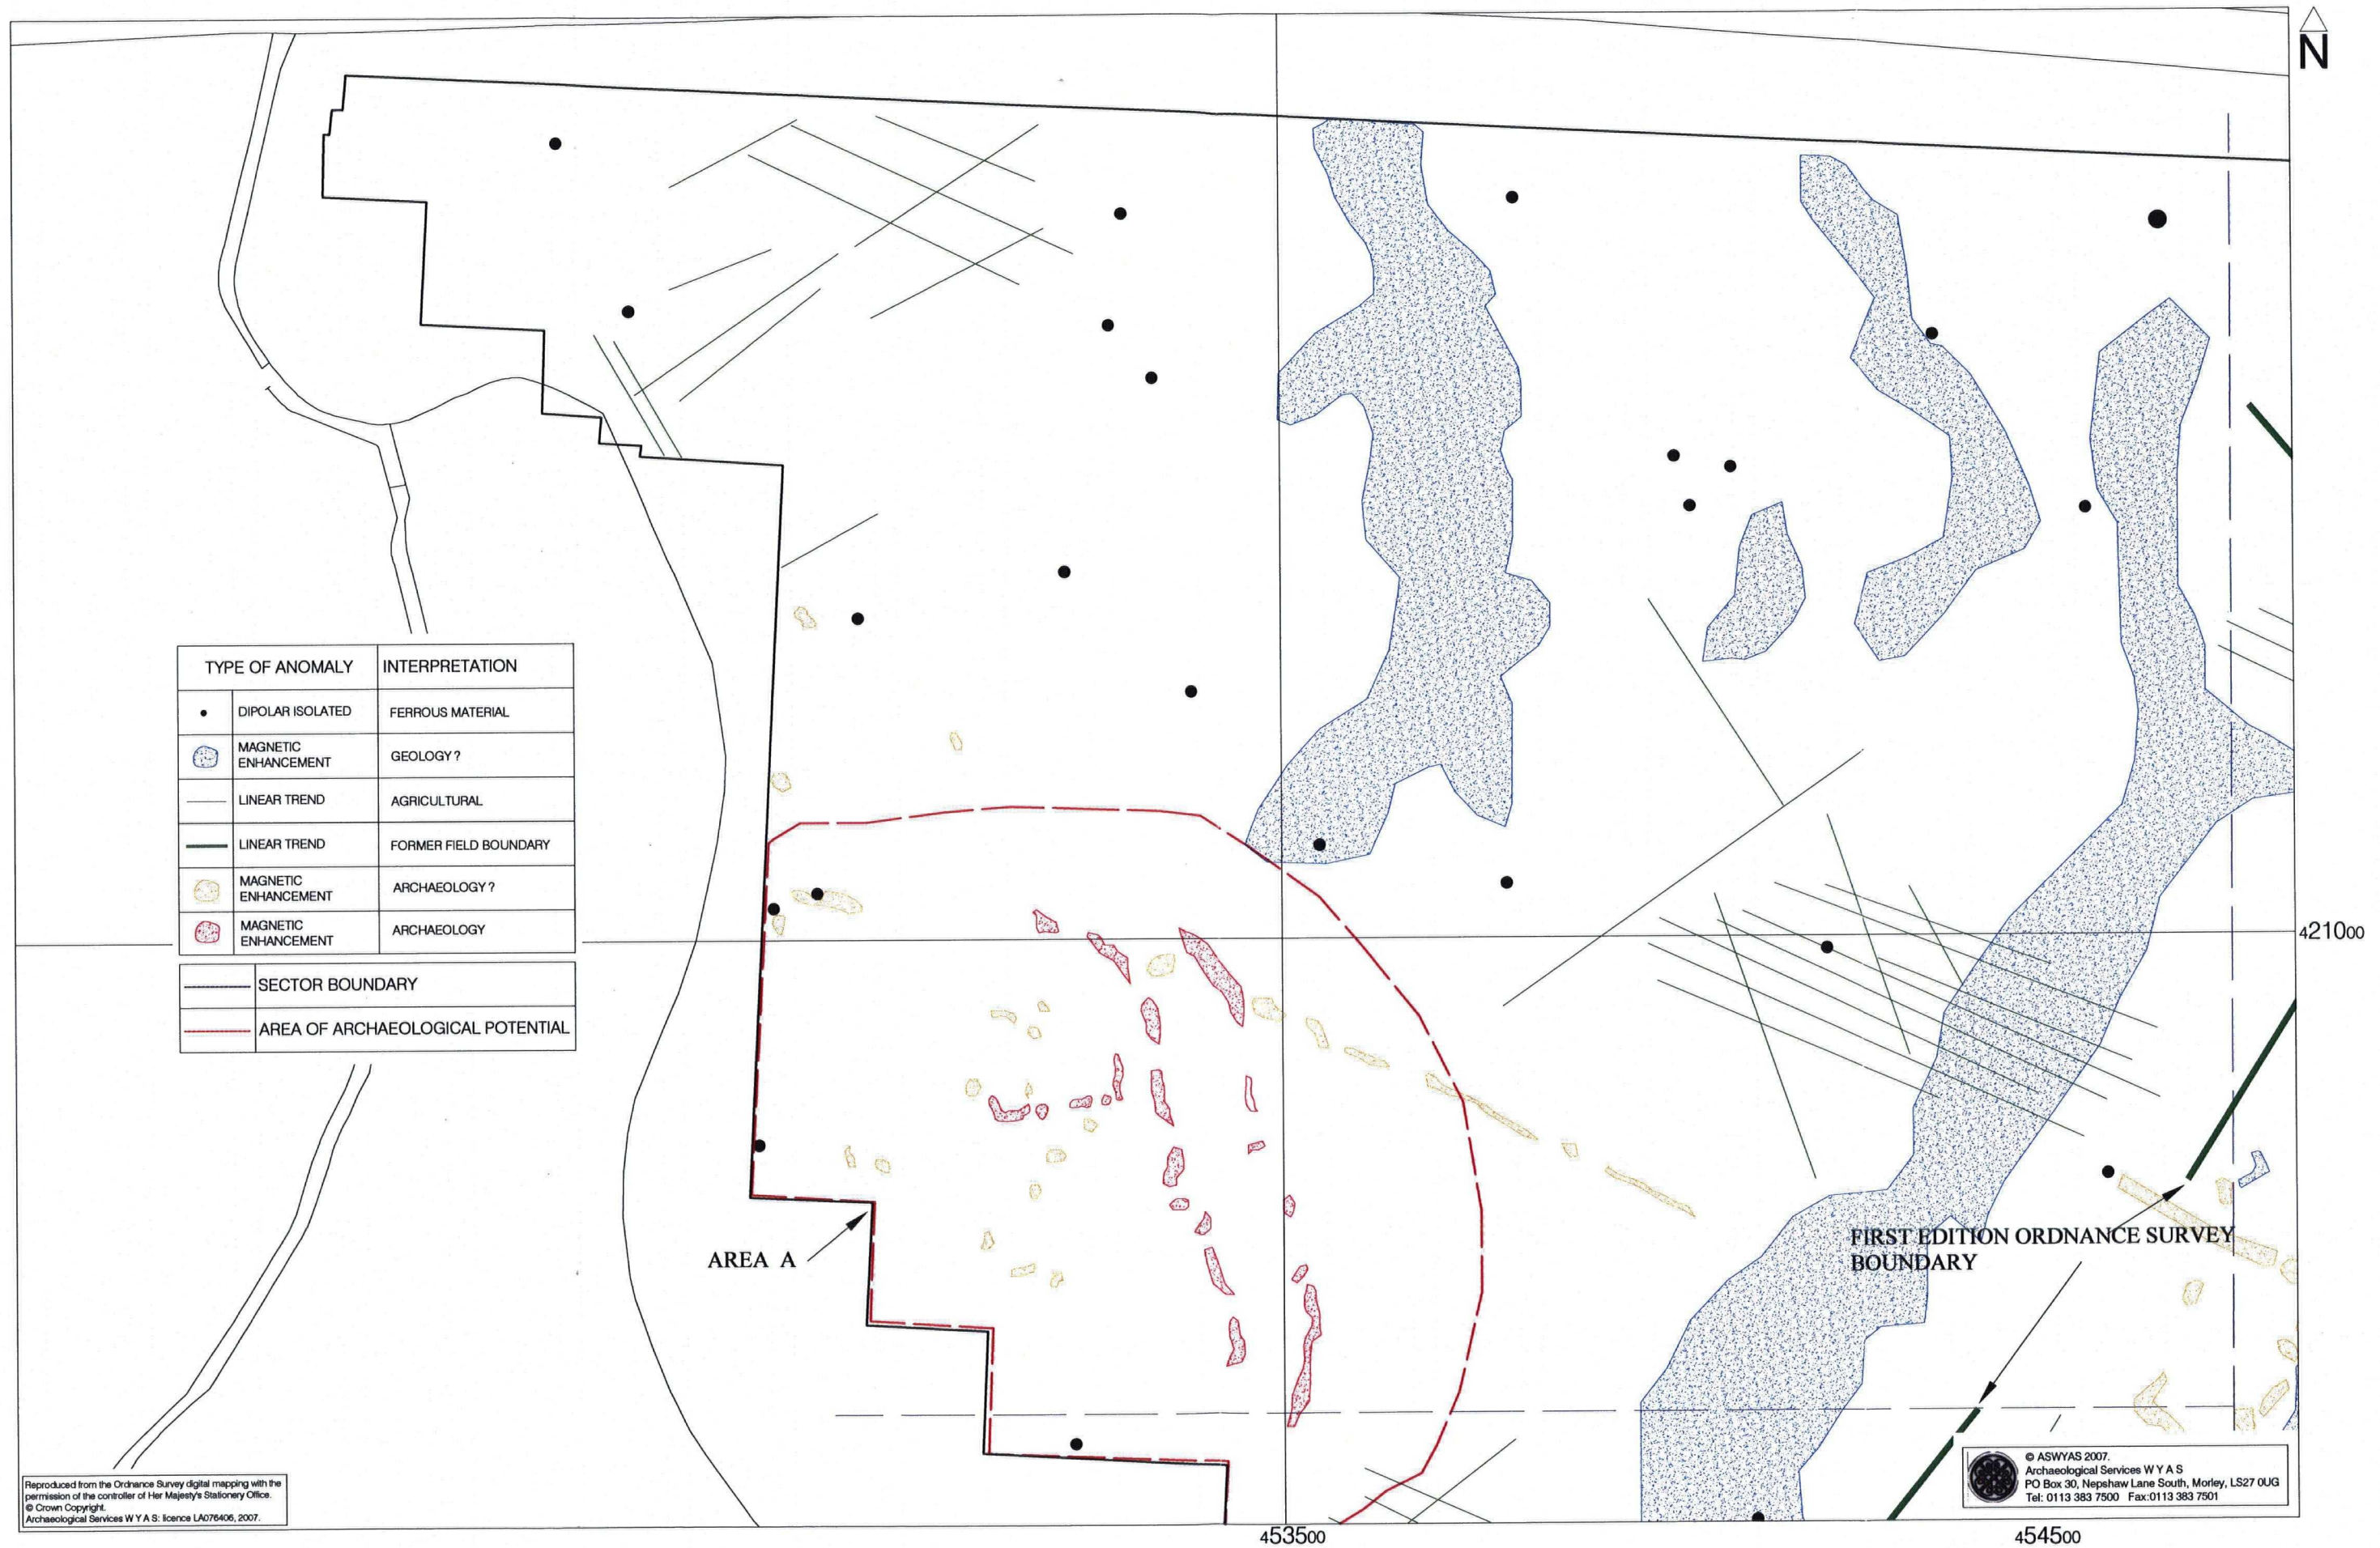 N
TYPE OF ANOMALY INTERPRETATION
DIPOLAR ISOLATED FERROUS MATERIAL
MAGNETIC
ENHANCEMENT GEOLOGY?
LINEAR TREND AGRICULTURAL
LINEAR TREND FORMER FIELD BOUNDARY
MAGNETIC
ENHANCEMENT ARCHAEOLOGY?
MAGNETIC
ENHANCEMENT ARCHAEOLOGY
SECTOR BOUNDARY
AREA OF ARCHAEOLOGICAL POTENTIAL
421000
AREA A
FIRST EDITION ORDNANCE SURVEY
BOUNDARY
Reproduced from the Ordnance Survey digital mapping with the
permission of the controller of Her Majesty's Stationery Office.
© Crown Copyright.
Archaeological Services W Y A S: licence LA076406, 2007.
© ASWYAS 2007.
Archaeological Services W Y A S
PO Box 30, Nepshaw Lane South, Morley, LS27 0UG
Tel: 0113 383 7500 Fax:0113 383 7501
453500
454500